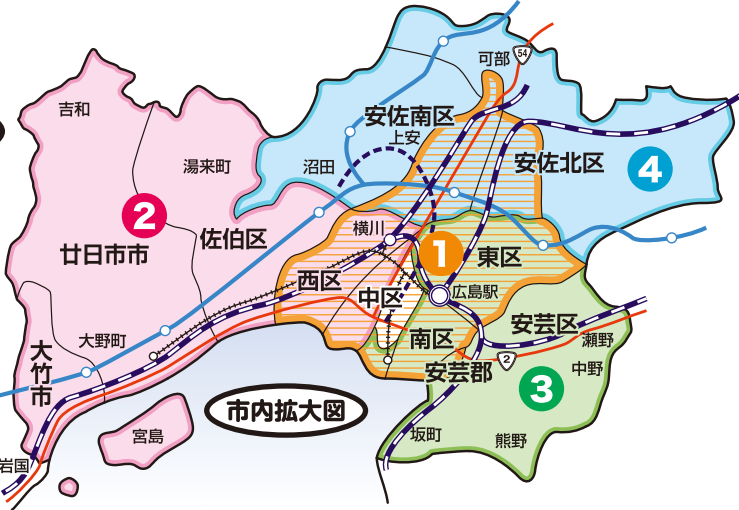 可部
54
吉和
安佐南区
上安
湯来町
沼田
安佐北区
4
2
佐伯区
横川
廿日市市
1
東区
西区
中区
広島駅
大野町
南区
安芸区
瀬野
大竹市
2
中野
安芸郡
3
市内拡大図
宮島
坂町
熊野
岩国